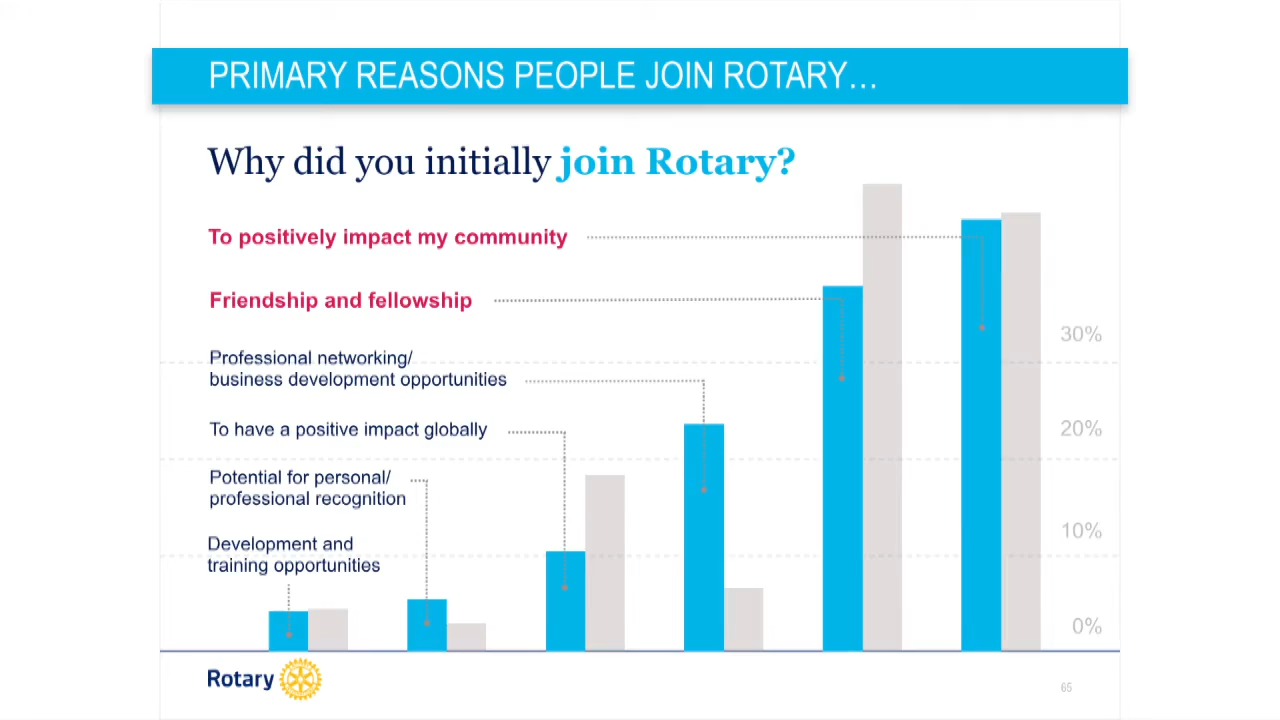 PRIMARY REASONS PEOPLE JOIN ROTARY…
Why did you initially join Rotary?
To positively impact my community
Friendship and fellowship
Professional networking/
business development opportunities
To have a positive impact globally
Potential for personal/
professional recognition
Development and
training opportunities
30%
20%
10%
0%
Rotary
65